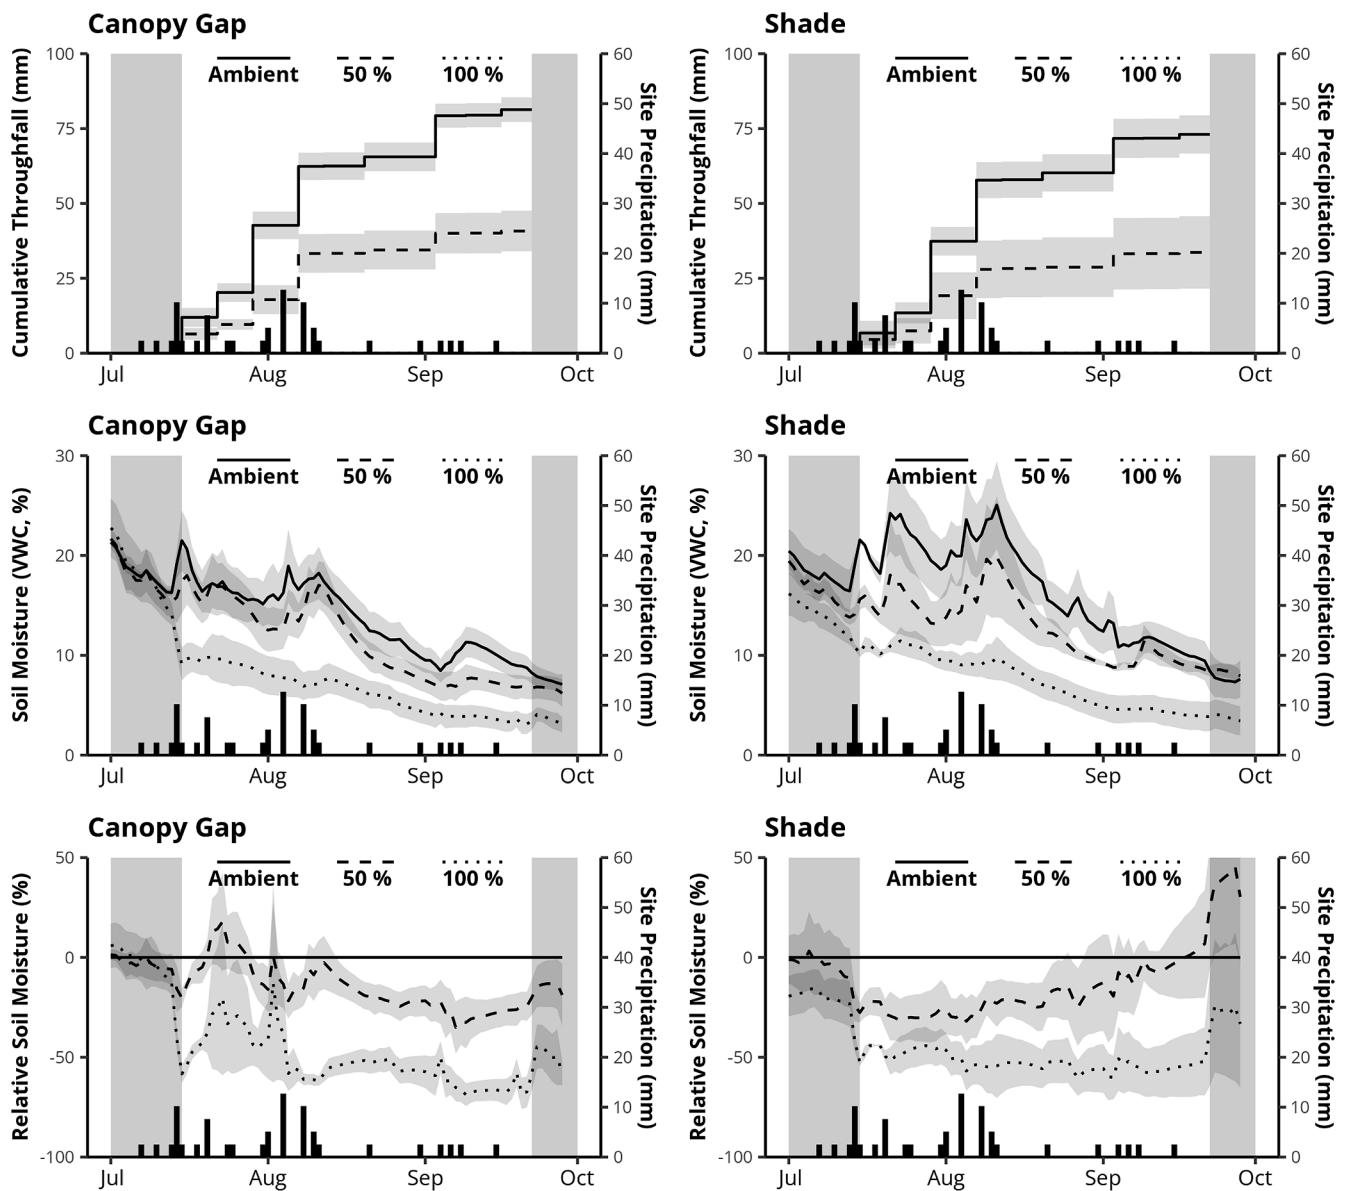 Canopy Gap
Cumulative Throughfall (mm)
100
75
50
25
0
Ambient 50 % 100 %
60
50
40
30
20
10
0
Site Precipitation (mm)
Jul Aug Sep Oct
Shade
Cumulative Throughfall (mm)
100
75
50
25
0
Ambient 50 % 100 %
60
50
40
30
20
10
0
Site Precipitation (mm)
Jul Aug Sep Oct
Canopy Gap
Soil Moisture (VWC, %)
30
20
10
0
Ambient 50 % 100 %
60
50
40
30
20
10
0
Site Precipitation (mm)
Jul Aug Sep Oct
Shade
Soil Moisture (VWC, %)
30
20
10
0
Ambient 50 % 100 %
60
50
40
30
20
10
0
Site Precipitation (mm)
Jul Aug Sep Oct
Canopy Gap
Relative Soil Moisture (%)
50
0
-50
-100
Ambient 50 % 100 %
60
50
40
30
20
10
0
Site Precipitation (mm)
Jul Aug Sep Oct
Shade
Relative Soil Moisture (%)
50
0
-50
-100
Ambient 50 % 100 %
60
50
40
30
20
10
0
Site Precipitation (mm)
Jul Aug Sep Oct